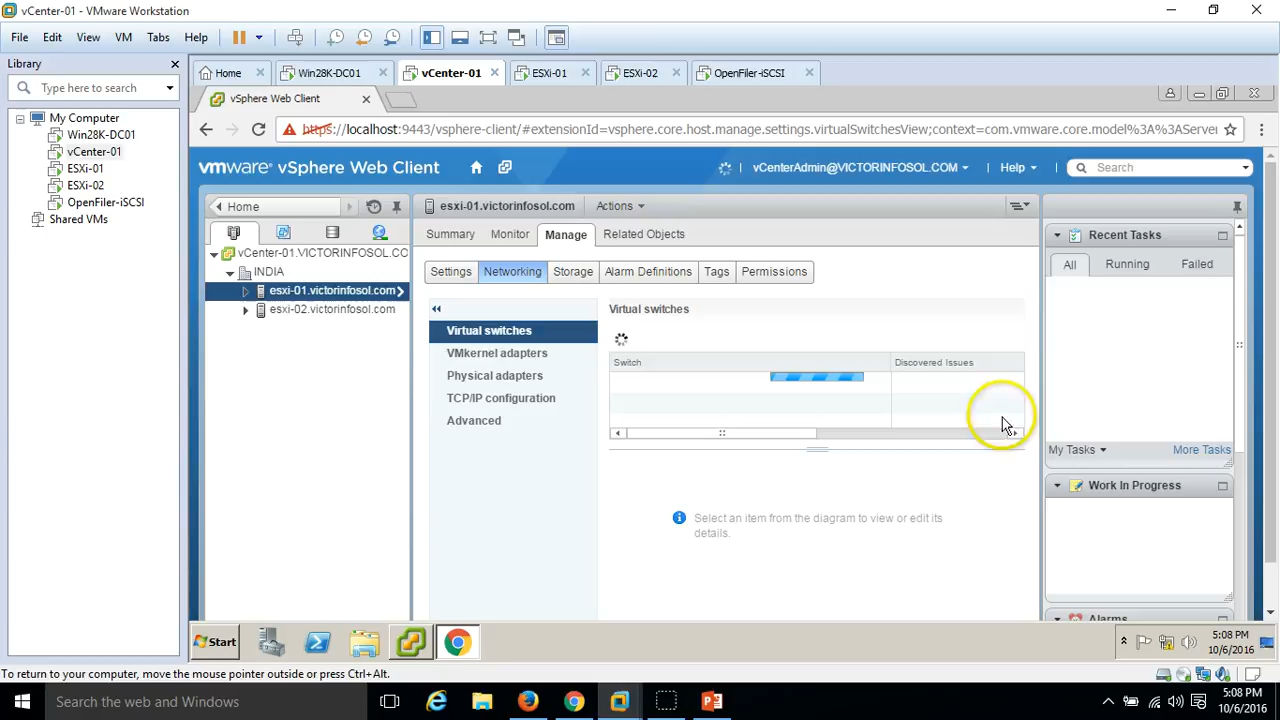 vCenter-01 - VMware Workstation
File Edit View VM Tabs Help
Library
Type here to search
My Computer
Win28K-DC01
vCenter-01
ESXi-01
ESXi-02
OpenFiler-iSCSI
Shared VMs
Home Win28K-DC01 vCenter-01 ESXi-01 ESXi-02 OpenFiler-iSCSI
vSphere Web Client
https://localhost:9443/vsphere-client/#extensionId=vsphere.core.host.manage.settings.virtualSwitchesView;context=com.vmware.core.model%3A%3AServer
vmware vSphere Web Client
vCenterAdmin@VICTORINFOSOL.COM
Help
Search
Home
vCenter-01.VICTORINFOSOL.CO
INDIA
esxi-01.victorinfosol.com
esxi-02.victorinfosol.com
esxi-01.victorinfosol.com Actions
Summary Monitor Manage Related Objects
Settings Networking Storage Alarm Definitions Tags Permissions
Virtual switches
VMkernel adapters
Physical adapters
TCP/IP configuration
Advanced
Virtual switches
Switch Discovered Issues
Select an item from the diagram to view or edit its
details.
Recent Tasks
All Running Failed
My Tasks More Tasks
Work In Progress
Alarms
Start
5:08 PM
10/6/2016
To return to your computer, move the mouse pointer outside or press Ctrl+Alt.
Search the web and Windows
5:08 PM
10/6/2016